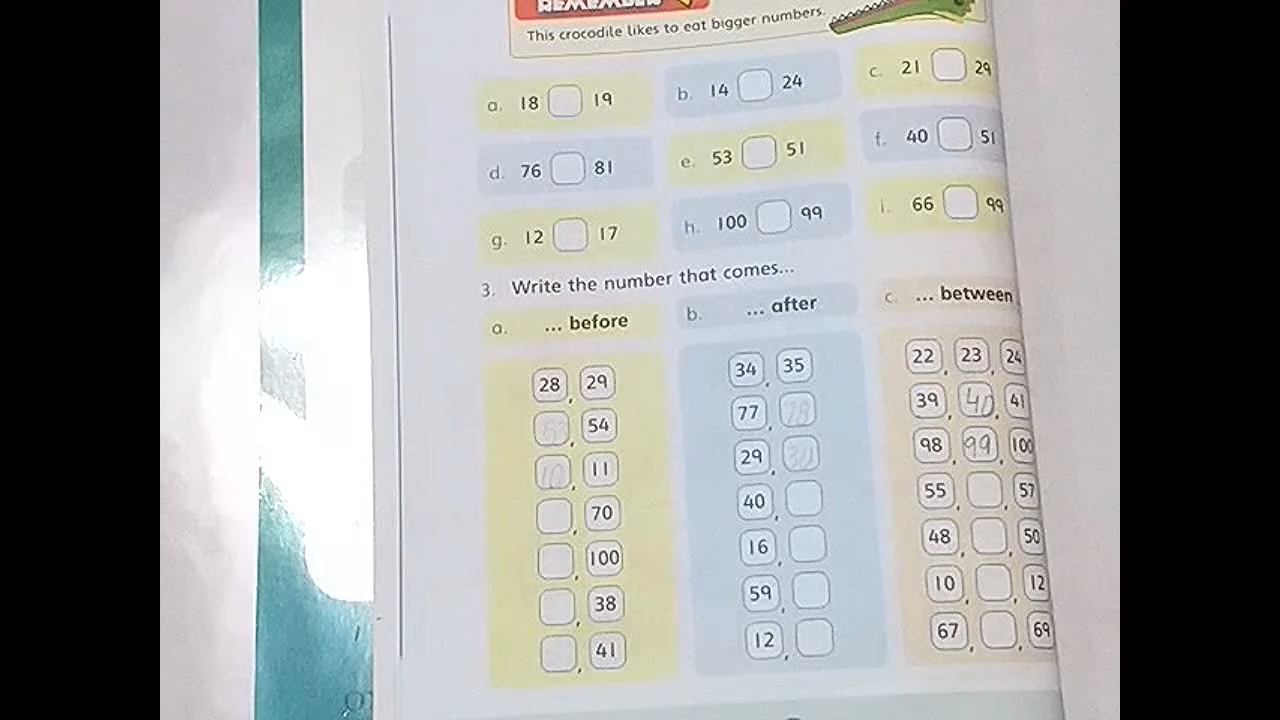 REMEMBER
This crocodile likes to eat bigger numbers.
a. 18 19
b. 14 24
c. 21 29
d. 76 81
e. 53 51
f. 40 51
g. 12 17
h. 100 99
i. 66 99
3. Write the number that comes...
a. ... before
b. ... after
c. ... between
28, 29
, 54
10, 11
, 70
, 100
, 38
, 41
34, 35
77, 78
29, 30
40,
16,
59,
12,
22, 23, 24
39, 40, 41
98, 99, 100
55, , 57
48, , 50
10, , 12
67, , 69